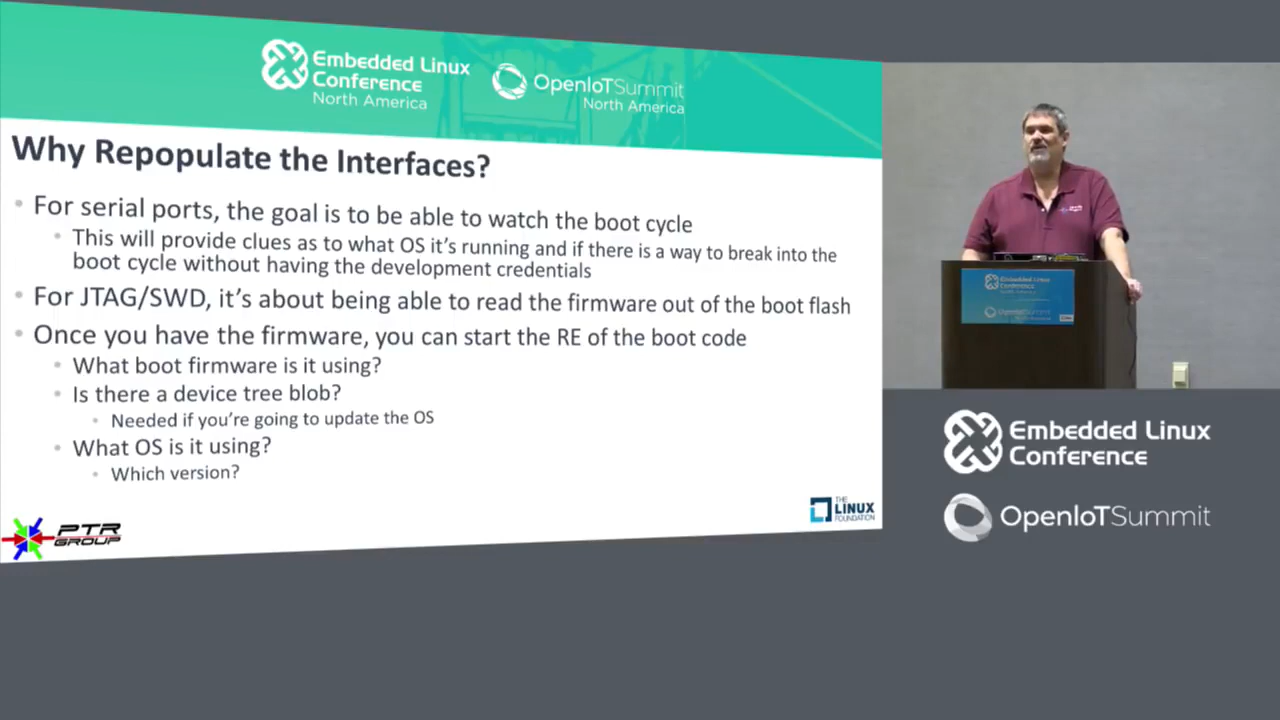 Embedded Linux
Conference
North America
OpenIoTSummit
North America
Why Repopulate the Interfaces?
For serial ports, the goal is to be able to watch the boot cycle
This will provide clues as to what OS it's running and if there is a way to break into the
boot cycle without having the development credentials
For JTAG/SWD, it's about being able to read the firmware out of the boot flash
Once you have the firmware, you can start the RE of the boot code
What boot firmware is it using?
Is there a device tree blob?
Needed if you're going to update the OS
What OS is it using?
Which version?
PTR
GROUP
THE
LINUX
FOUNDATION
Embedded Linux
Conference
OpenIoTSummit
Embedded Linux
Conference
OpenIoTSummit